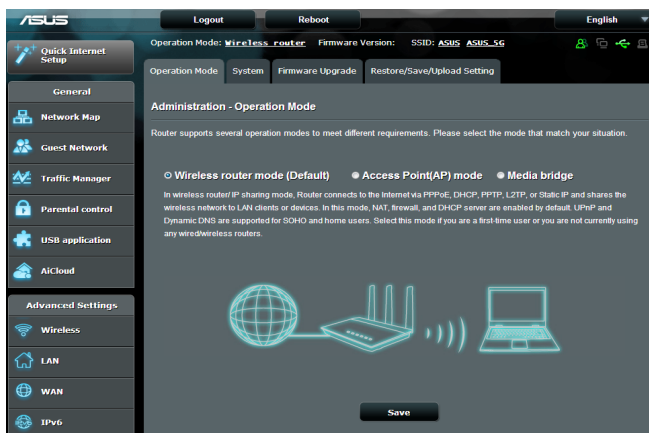 ASUS
Logout
Reboot
English
Quick Internet
Setup
Operation Mode: Wireless router Firmware Version: SSID: ASUS ASUS_5G
Operation Mode
System
Firmware Upgrade
Restore/Save/Upload Setting
General
Network Map
Guest Network
Traffic Manager
Parental control
USB application
AiCloud
Advanced Settings
Wireless
LAN
WAN
IPv6
Administration - Operation Mode
Router supports several operation modes to meet different requirements. Please select the mode that match your situation.
Wireless router mode (Default)
Access Point(AP) mode
Media bridge
In wireless router/ IP sharing mode, Router connects to the Internet via PPPoE, DHCP, PPTP, L2TP, or Static IP and shares the
wireless network to LAN clients or devices. In this mode, NAT, firewall, and DHCP server are enabled by default. UPnP and
Dynamic DNS are supported for SOHO and home users. Select this mode if you are a first-time user or you are not currently using
any wired/wireless routers.
Save